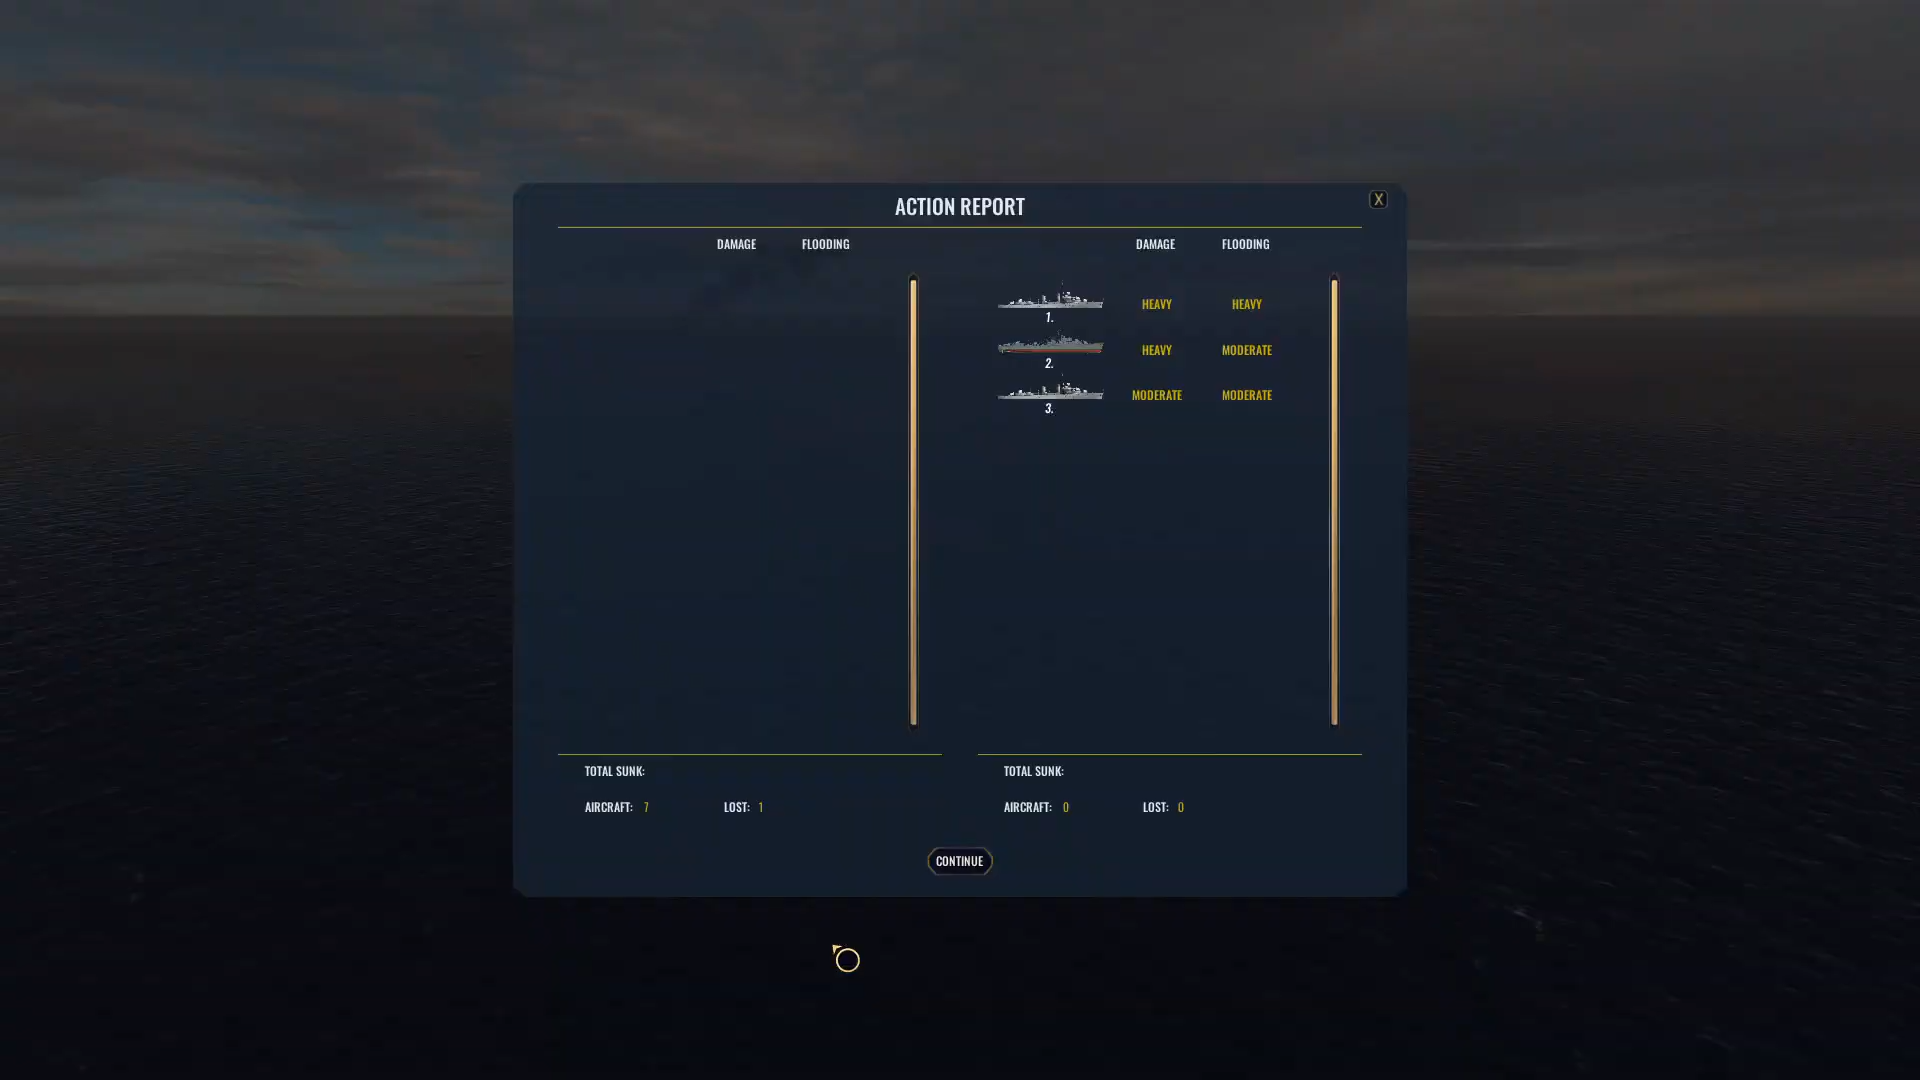 ACTION REPORT
X
DAMAGE FLOODING
DAMAGE FLOODING
1. HEAVY HEAVY
2. HEAVY MODERATE
3. MODERATE MODERATE
TOTAL SUNK:
AIRCRAFT: 7 LOST: 1
TOTAL SUNK:
AIRCRAFT: 0 LOST: 0
CONTINUE